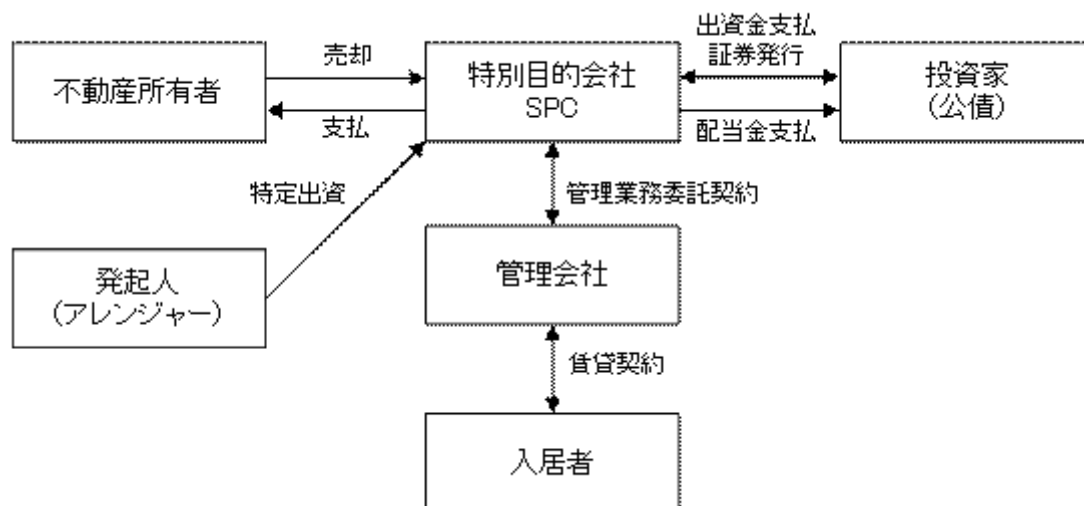 不動産所有者
売却
支払
特別目的会社
SPC
出資金支払
証券発行
配当金支払
投資家
(公債)
特定出資
管理業務委託契約
発起人
(アレンジャー)
管理会社
賃貸契約
入居者